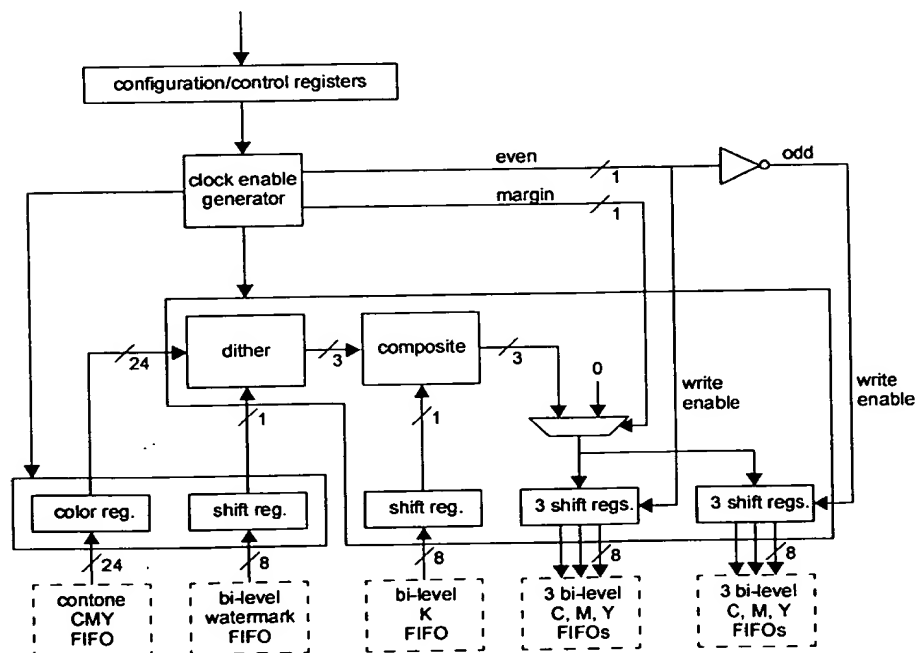 configuration/control registers
even
odd
1
clock enable
generator
margin
1
dither
composite
24
3
3
0
write
enable
write
enable
1
1
color reg.
shift reg.
shift reg.
3 shift regs.
3 shift regs.
24
8
8
8
8
contone
CMY
FIFO
bi-level
watermark
FIFO
bi-level
K
FIFO
3 bi-level
C, M, Y
FIFOs
3 bi-level
C, M, Y
FIFOs